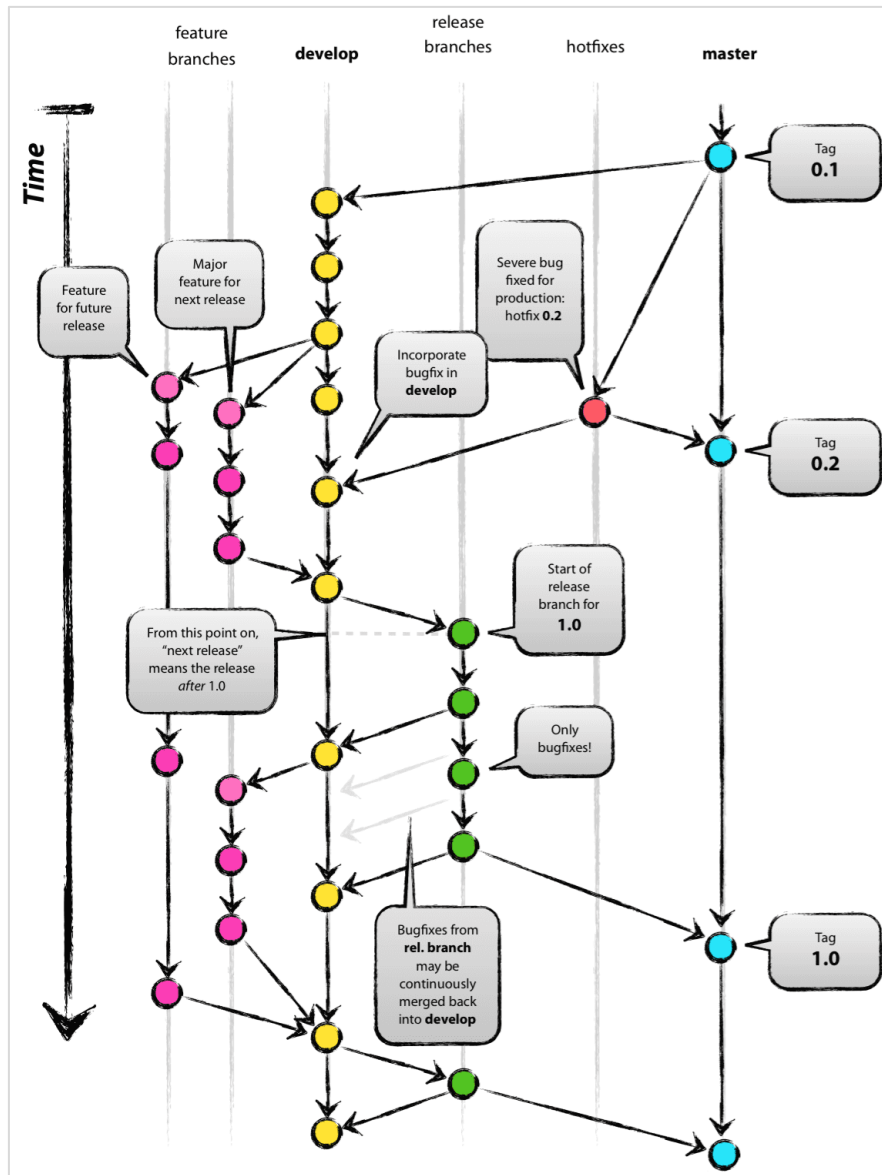 feature
branches
develop
release
branches
hotfixes
master
Time
Tag
0.1
Major
feature for
next release
Feature
for future
release
Severe bug
fixed for
production:
hotfix 0.2
Incorporate
bugfix in
develop
Tag
0.2
Start of
release
branch for
1.0
From this point on,
“next release”
means the release
after 1.0
Only
bugfixes!
Bugfixes from
rel. branch
may be
continuously
merged back
into develop
Tag
1.0